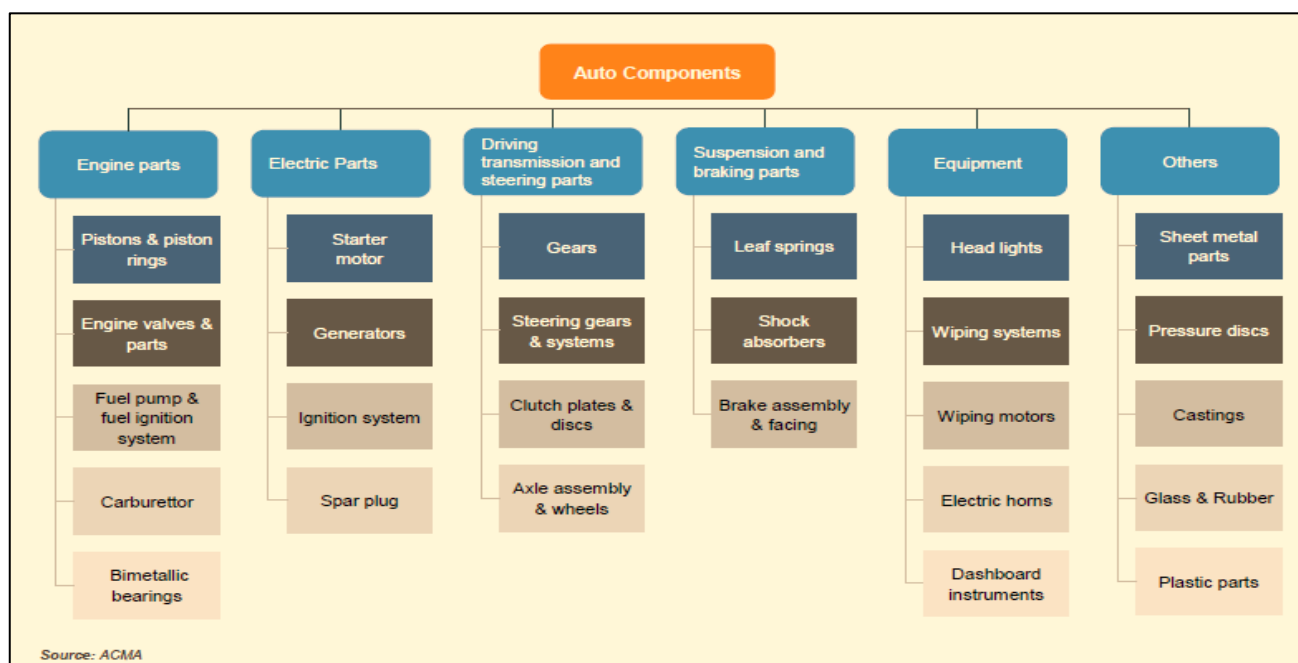 Auto Components
Engine parts
Electric Parts
Driving
transmission and
steering parts
Suspension and
braking parts
Equipment
Others
Pistons & piston
rings
Engine valves &
parts
Fuel pump &
fuel ignition
system
Carburettor
Bimetallic
bearings
Starter
motor
Generators
Ignition system
Spar plug
Gears
Steering gears
& systems
Clutch plates &
discs
Axle assembly
& wheels
Leaf springs
Shock
absorbers
Brake assembly
& facing
Head lights
Wiping systems
Wiping motors
Electric horns
Dashboard
instruments
Sheet metal
parts
Pressure discs
Castings
Glass & Rubber
Plastic parts
Source: ACMA